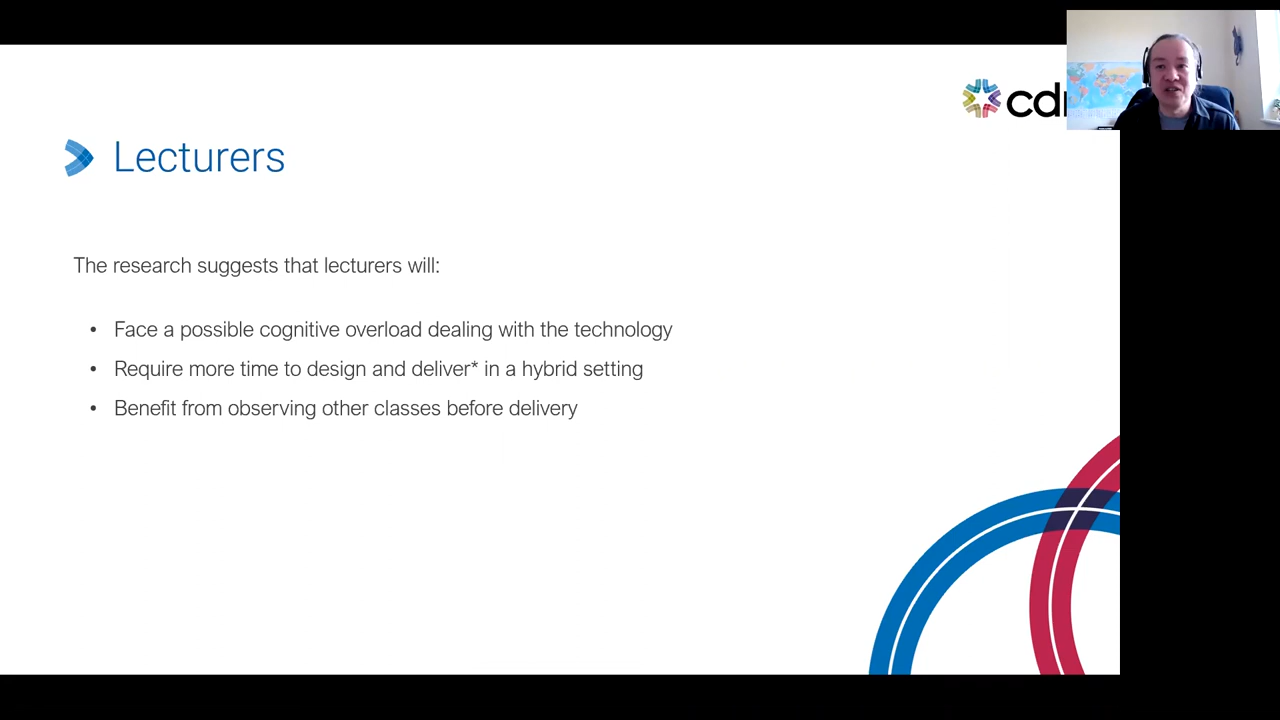 Lecturers
The research suggests that lecturers will:
• Face a possible cognitive overload dealing with the technology
• Require more time to design and deliver* in a hybrid setting
• Benefit from observing other classes before delivery